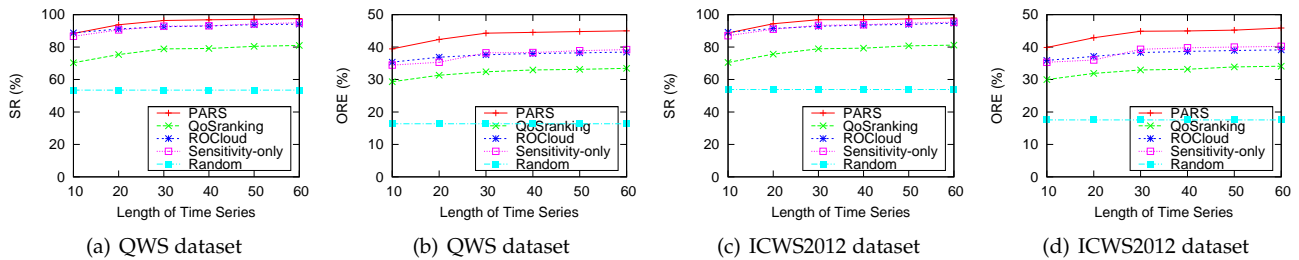 SR (%)
100
80
60
40
20
0
PARS
QoSranking
ROCloud
Sensitivity-only
Random
10 20 30 40 50 60
Length of Time Series
(a) QWS dataset
ORE (%)
50
40
30
20
10
0
PARS
QoSranking
ROCloud
Sensitivity-only
Random
10 20 30 40 50 60
Length of Time Series
(b) QWS dataset
SR (%)
100
80
60
40
20
0
PARS
QoSranking
ROCloud
Sensitivity-only
Random
10 20 30 40 50 60
Length of Time Series
(c) ICWS2012 dataset
ORE (%)
50
40
30
20
10
0
PARS
QoSranking
ROCloud
Sensitivity-only
Random
10 20 30 40 50 60
Length of Time Series
(d) ICWS2012 dataset